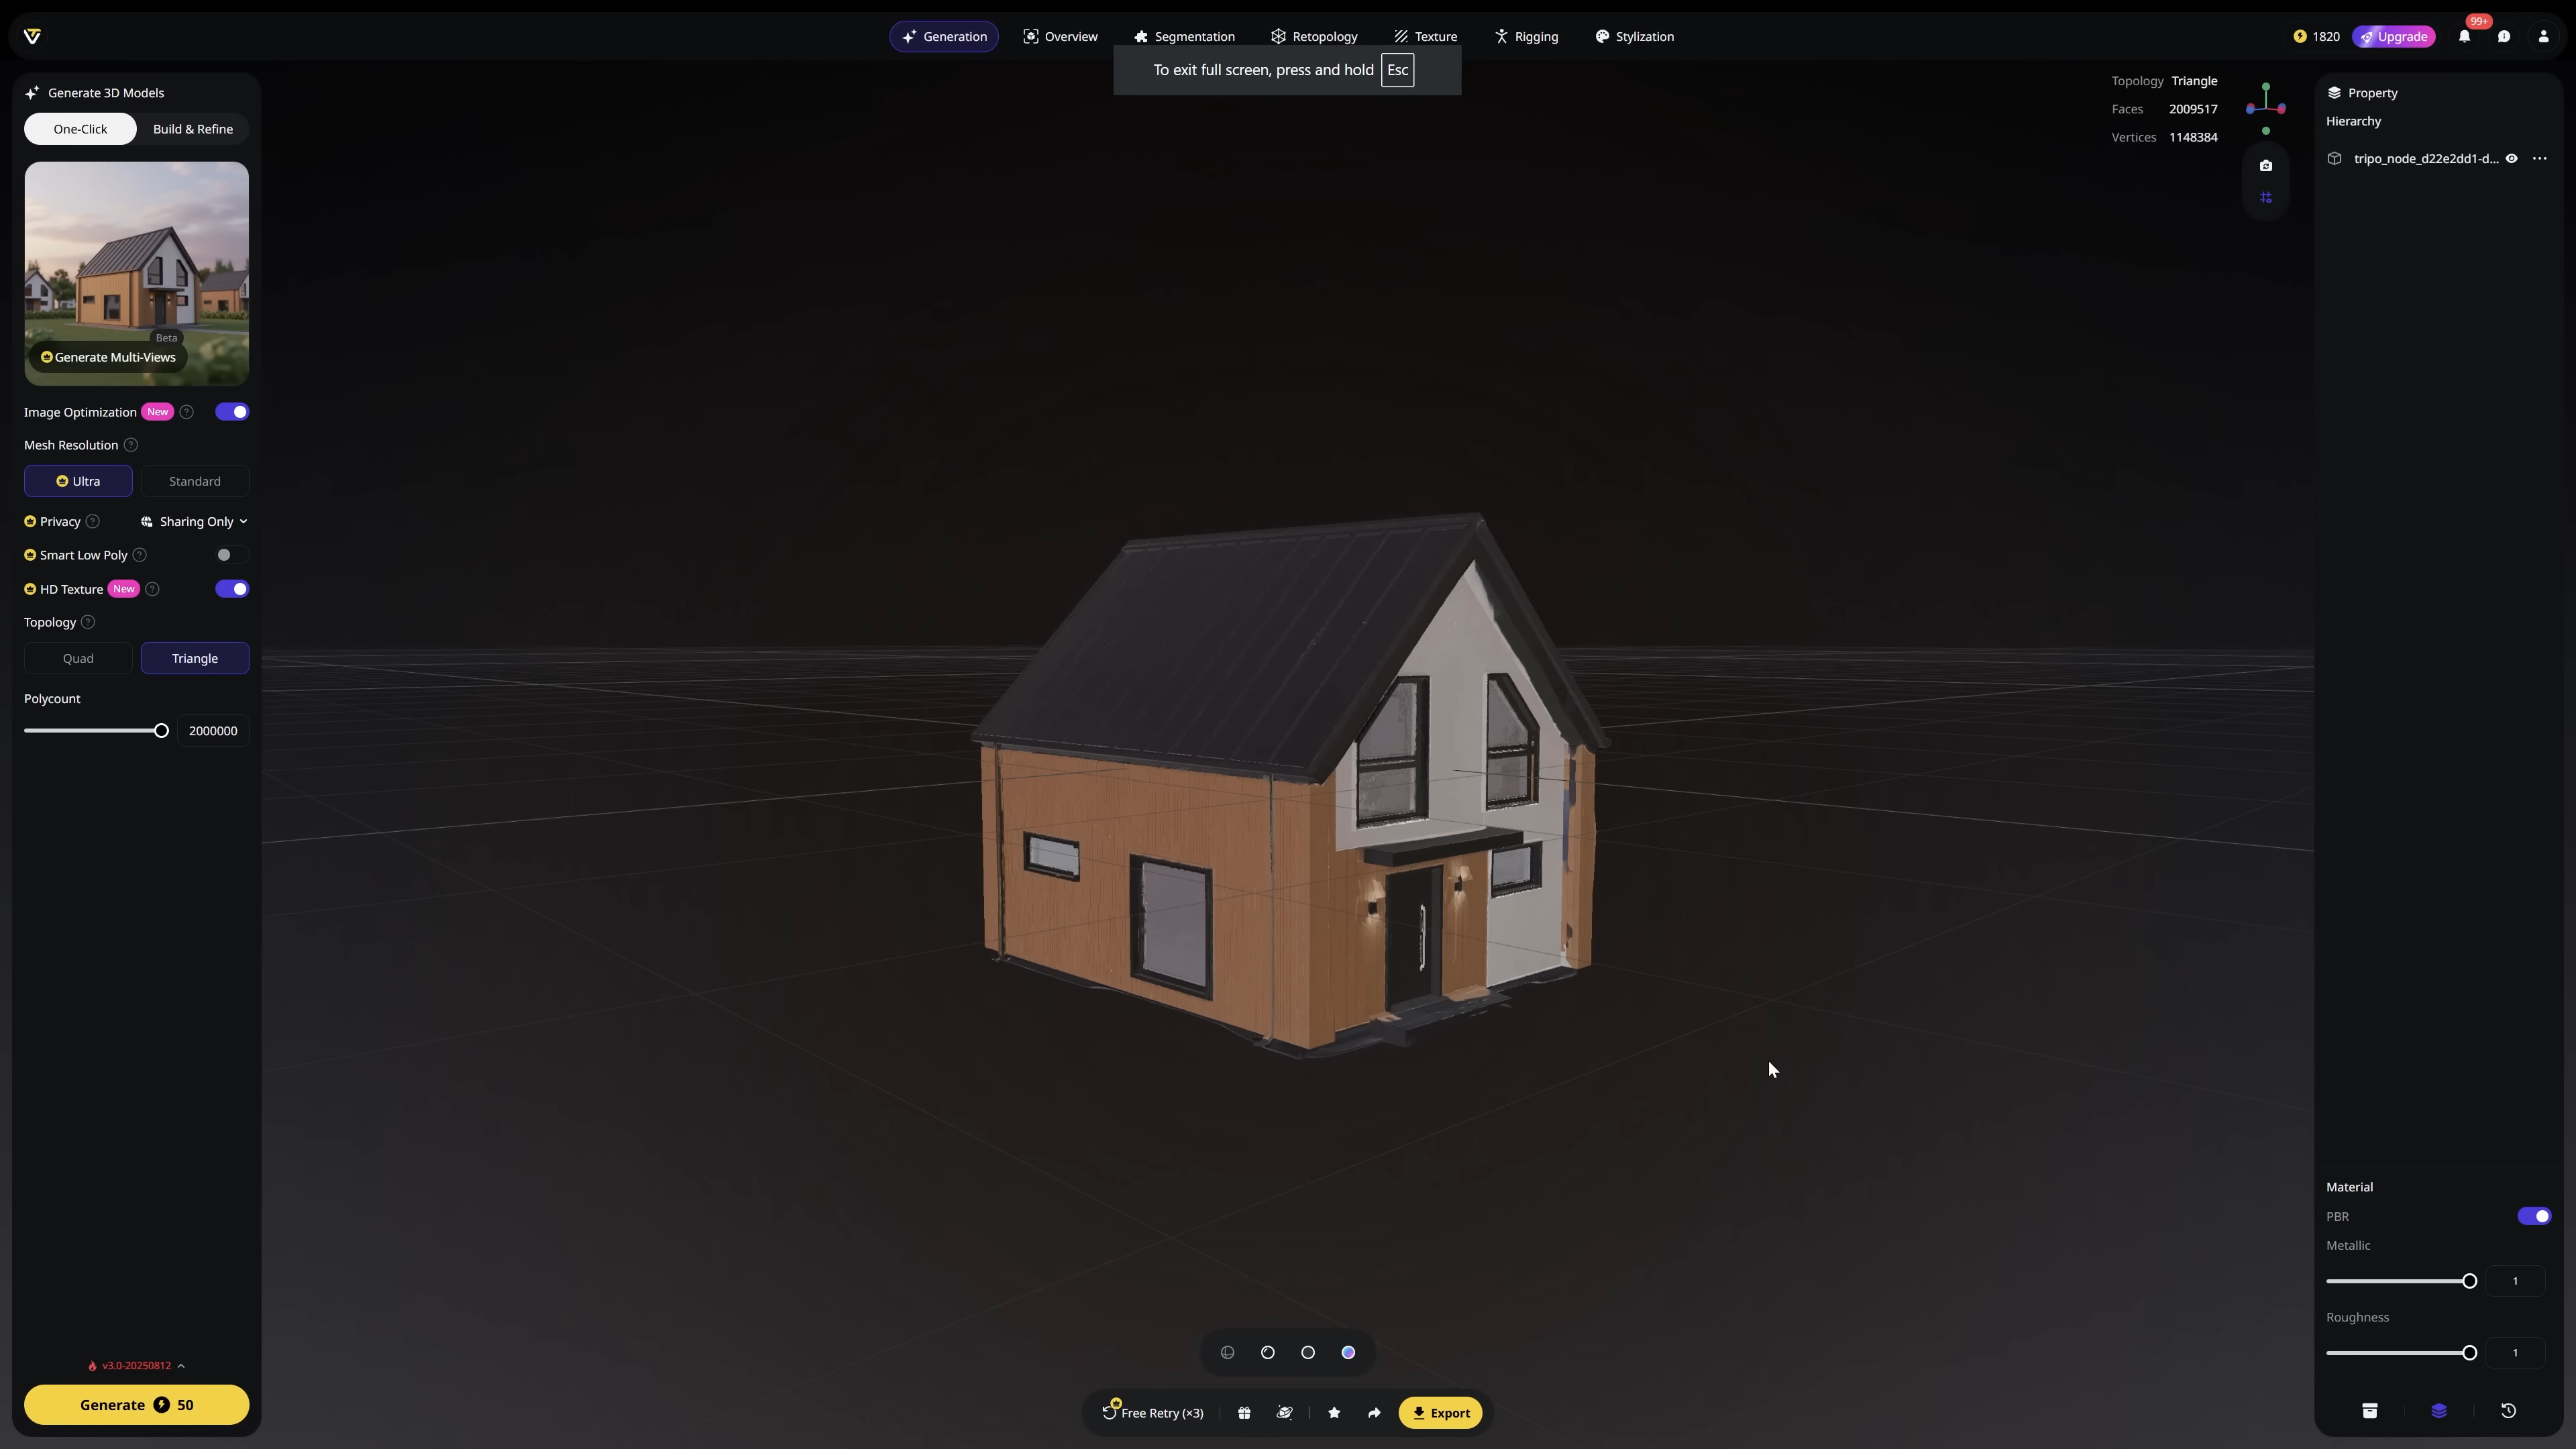 Generation
Overview
Segmentation
Retopology
Texture
Rigging
Stylization
1820
Upgrade
99+
To exit full screen, press and hold Esc
Generate 3D Models
One-Click
Build & Refine
Beta
Generate Multi-Views
Image Optimization New ?
Mesh Resolution ?
Ultra
Standard
Privacy ? Sharing Only
Smart Low Poly ?
HD Texture New ?
Topology ?
Quad
Triangle
Polycount
2000000
v3.0-20250812
Generate 50
Topology Triangle
Faces 2009517
Vertices 1148384
Property
Hierarchy
tripo_node_d22e2dd1-d...
Material
PBR
Metallic
1
Roughness
1
Free Retry (×3)
Export